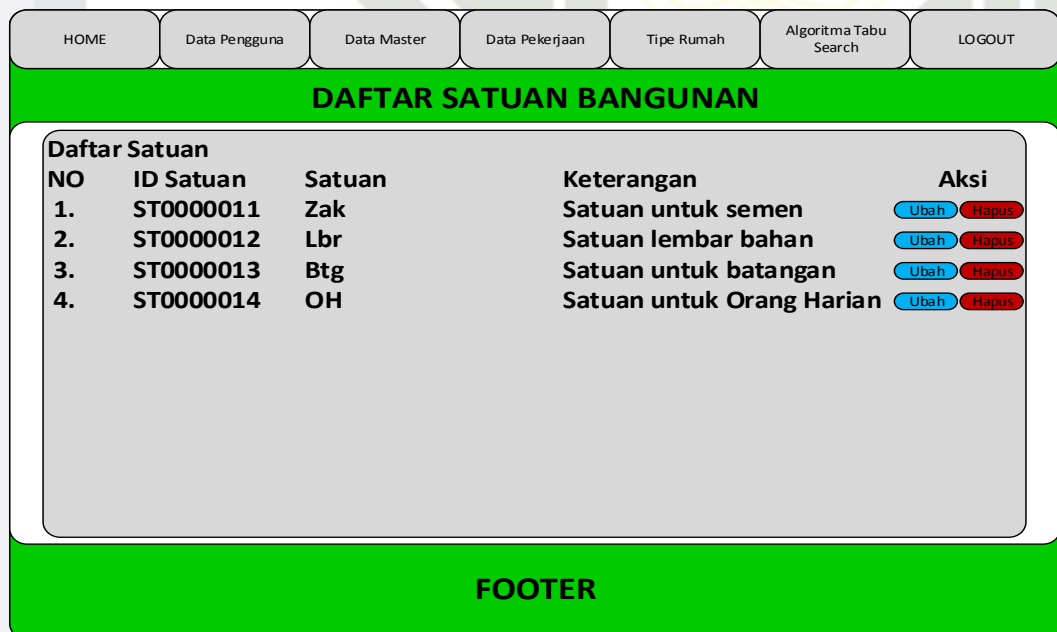 HOME Data Pengguna Data Master Data Pekerjaan Tipe Rumah Algoritma Tabu Search LOGOUT
DAFTAR SATUAN BANGUNAN
Daftar Satuan
NO ID Satuan Satuan Keterangan Aksi
1. ST0000011 Zak Satuan untuk semen Ubah Hapus
2. ST0000012 Lbr Satuan lembar bahan Ubah Hapus
3. ST0000013 Btg Satuan untuk batangan Ubah Hapus
4. ST0000014 OH Satuan untuk Orang Harian Ubah Hapus
FOOTER